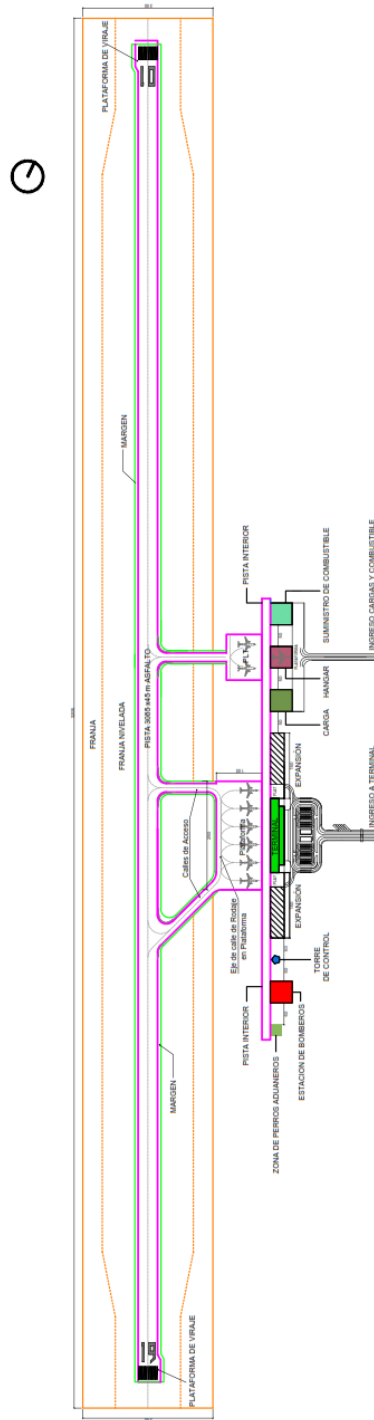 PLATAFORMA DE VIRAJE
MARGEN
FRANJA
FRANJA NIVELADA
PISTA 3065 x45 m ASFALTO
PISTA INTERIOR
SUMINISTRO DE COMBUSTIBLE
HANGAR
CARGA
INGRESO CARGAS Y COMBUSTIBLE
EXPANSIÓN
Calles de Acceso
Plataforma
TERMINAL
INGRESO A TERMINAL
Eje de calle de Rodaje
en Plataforma
EXPANSIÓN
TORRE
DE CONTROL
PISTA INTERIOR
ESTACION DE BOMBEROS
ZONA DE PERROS ADUANEROS
MARGEN
PLATAFORMA DE VIRAJE